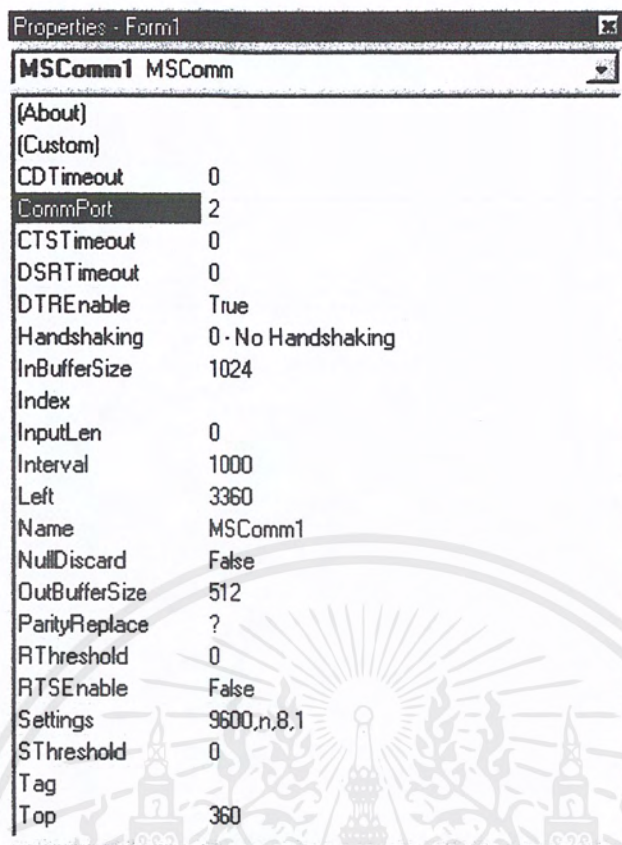 Properties - Form1
MSComm1 MSComm
(About)
(Custom)
CDTimeout 0
CommPort 2
CTSTimeout 0
DSRTimeout 0
DTREnable True
Handshaking 0 - No Handshaking
InBufferSize 1024
Index
InputLen 0
Interval 1000
Left 3360
Name MSComm1
NullDiscard False
OutBufferSize 512
ParityReplace ?
RThreshold 0
RTSEnable False
Settings 9600,n,8,1
SThreshold 0
Tag
Top 360